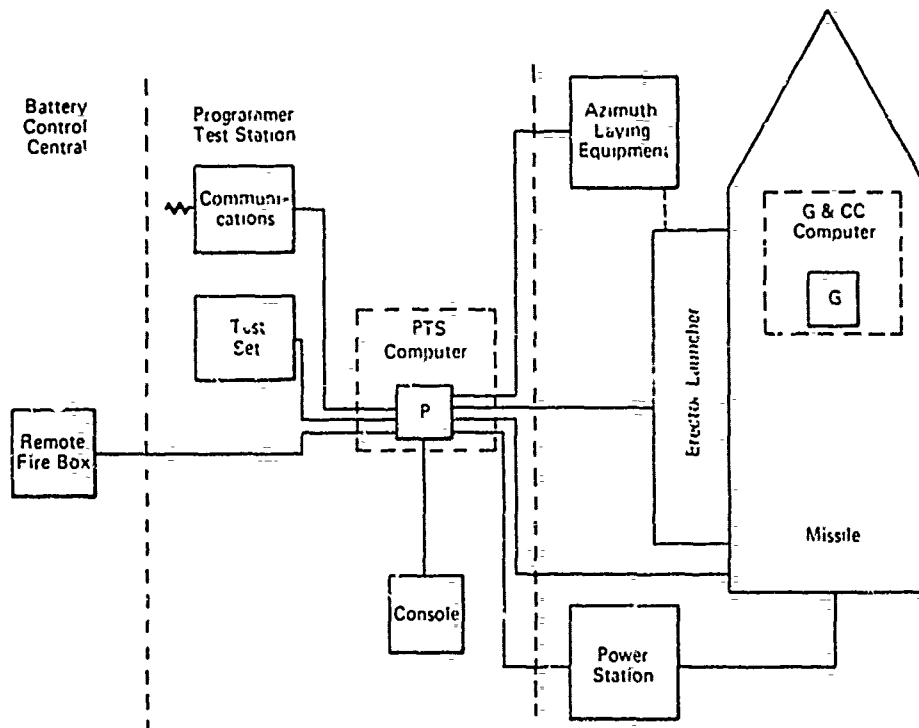 Battery
Control
Central
Programmer
Test Station
Communi-
cations
Test
Set
Remote
Fire Box
PTS
Computer
P
Console
Azimuth
Laying
Equipment
Erector Launcher
G & CC
Computer
G
Missile
Power
Station